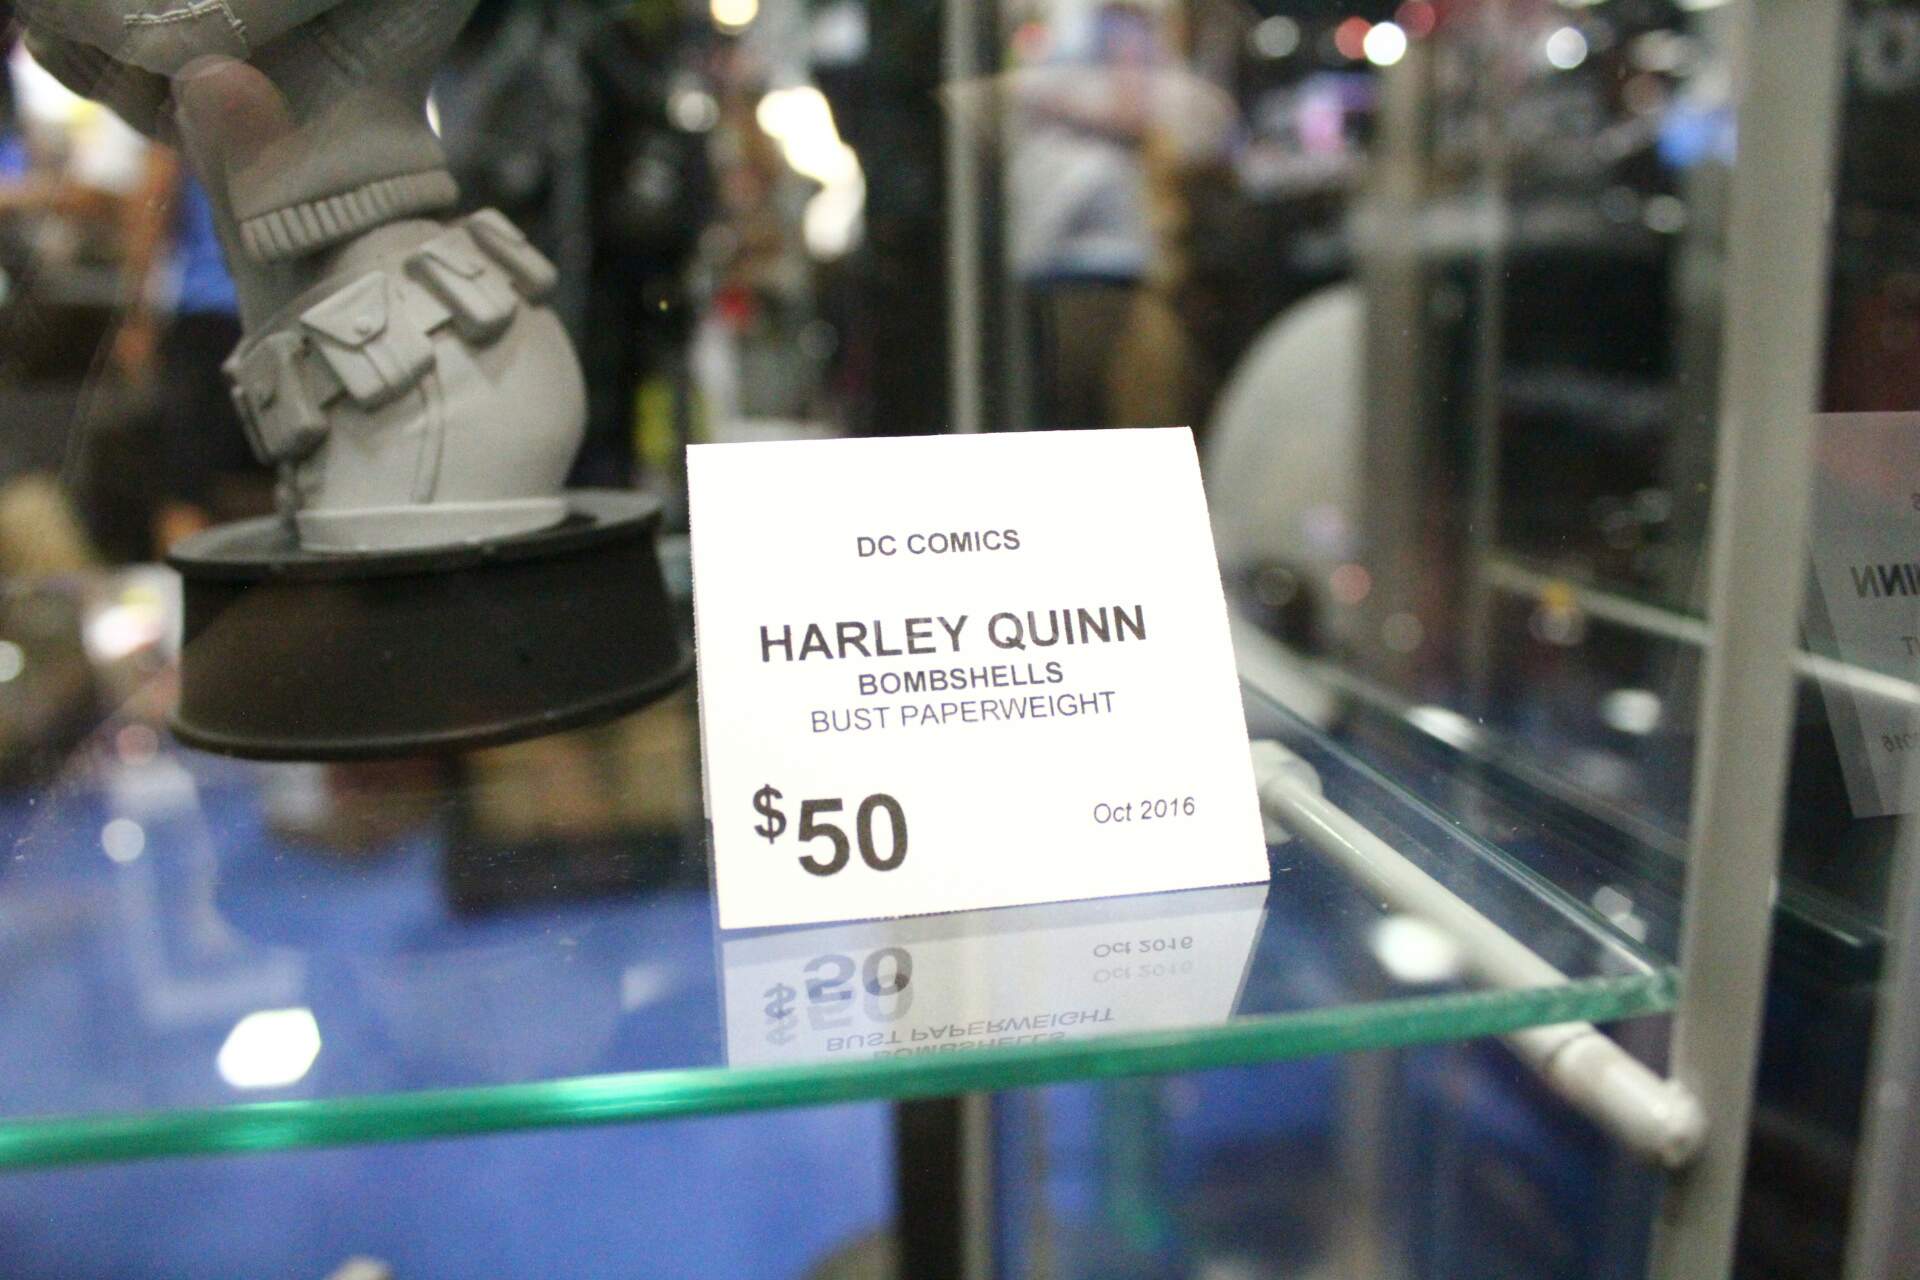 DC COMICS
HARLEY QUINN
BOMBSHELLS
BUST PAPERWEIGHT
$50
Oct 2016